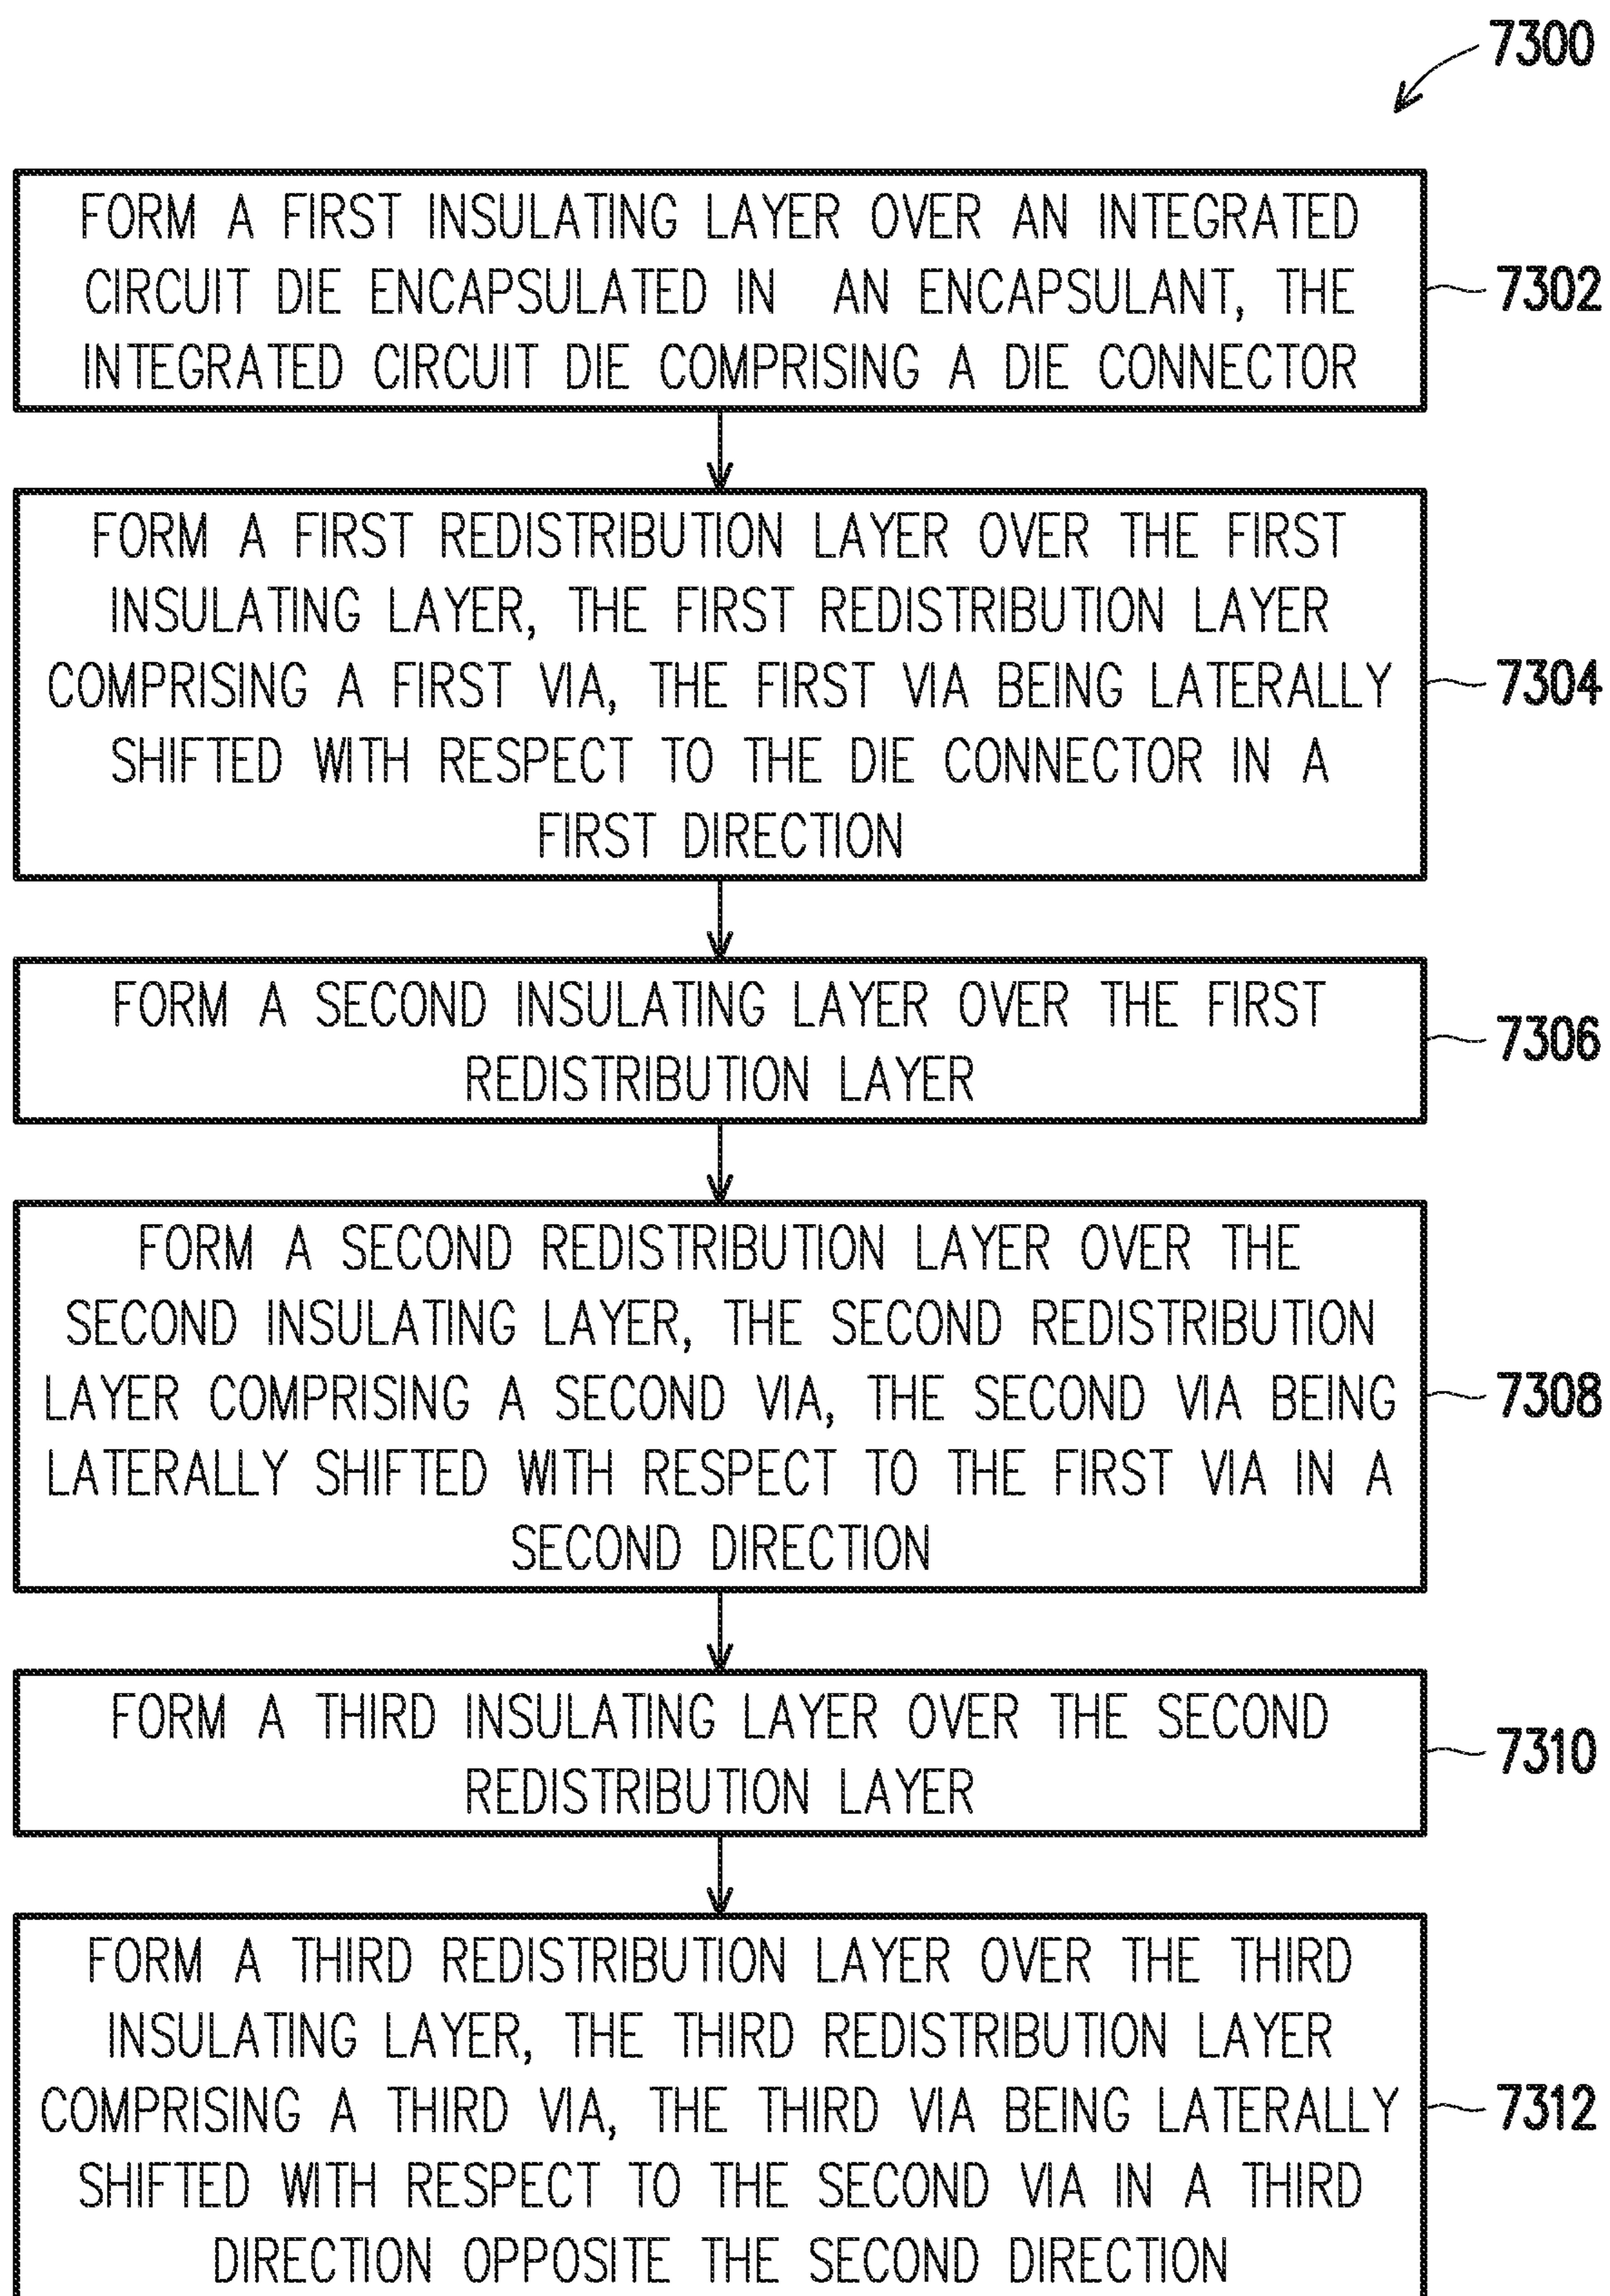 7300
FORM A FIRST INSULATING LAYER OVER AN INTEGRATED
CIRCUIT DIE ENCAPSULATED IN AN ENCAPSULANT, THE
INTEGRATED CIRCUIT DIE COMPRISING A DIE CONNECTOR
7302
FORM A FIRST REDISTRIBUTION LAYER OVER THE FIRST
INSULATING LAYER, THE FIRST REDISTRIBUTION LAYER
COMPRISING A FIRST VIA, THE FIRST VIA BEING LATERALLY
SHIFTED WITH RESPECT TO THE DIE CONNECTOR IN A
FIRST DIRECTION
7304
FORM A SECOND INSULATING LAYER OVER THE FIRST
REDISTRIBUTION LAYER
7306
FORM A SECOND REDISTRIBUTION LAYER OVER THE
SECOND INSULATING LAYER, THE SECOND REDISTRIBUTION
LAYER COMPRISING A SECOND VIA, THE SECOND VIA BEING
LATERALLY SHIFTED WITH RESPECT TO THE FIRST VIA IN A
SECOND DIRECTION
7308
FORM A THIRD INSULATING LAYER OVER THE SECOND
REDISTRIBUTION LAYER
7310
FORM A THIRD REDISTRIBUTION LAYER OVER THE THIRD
INSULATING LAYER, THE THIRD REDISTRIBUTION LAYER
COMPRISING A THIRD VIA, THE THIRD VIA BEING LATERALLY
SHIFTED WITH RESPECT TO THE SECOND VIA IN A THIRD
DIRECTION OPPOSITE THE SECOND DIRECTION
7312